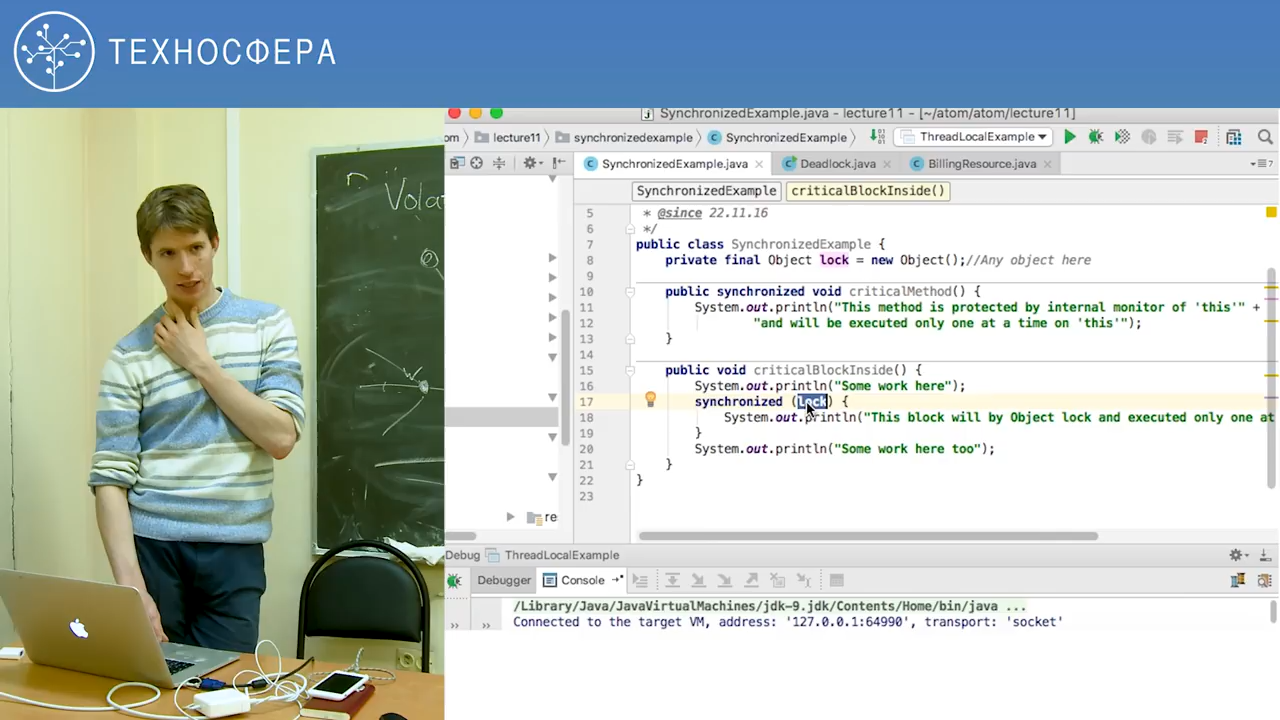 ТЕХНОСФЕРА
SynchronizedExample.java - lecture11 - [~/atom/atom/lecture11]
om lecture11 synchronizedexample SynchronizedExample ThreadLocalExample
SynchronizedExample.java Deadlock.java BillingResource.java
SynchronizedExample criticalBlockInside()
5 * @since 22.11.16
6 */
7 public class SynchronizedExample {
8 private final Object lock = new Object();//Any object here
9
10 public synchronized void criticalMethod() {
11 System.out.println("This method is protected by internal monitor of 'this'" +
12 "and will be executed only one at a time on 'this'");
13 }
14
15 public void criticalBlockInside() {
16 System.out.println("Some work here");
17 synchronized (lock) {
18 System.out.println("This block will by Object lock and executed only one at
19 }
20 System.out.println("Some work here too");
21 }
22 }
23
re
Debug ThreadLocalExample
Debugger Console
/Library/Java/JavaVirtualMachines/jdk-9.jdk/Contents/Home/bin/java ...
Connected to the target VM, address: '127.0.0.1:64990', transport: 'socket'